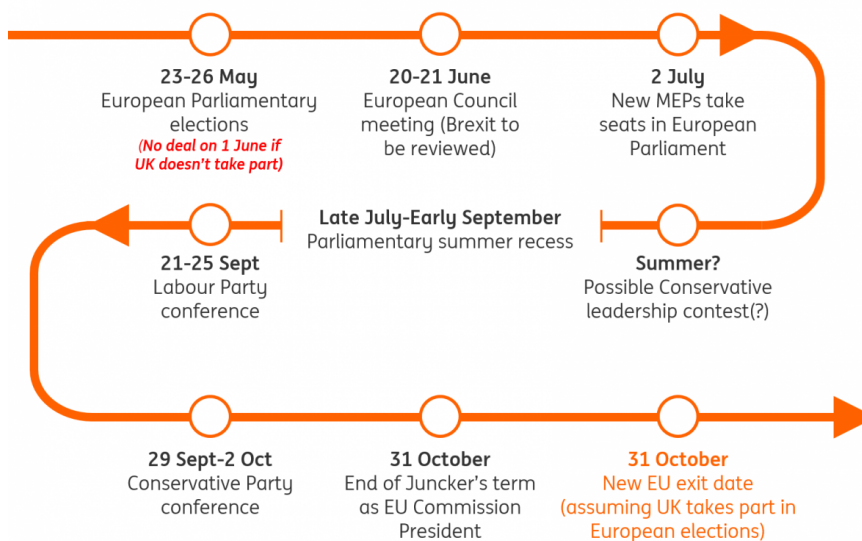 23-26 May
European Parliamentary
elections
(No deal on 1 June if
UK doesn't take part)
20-21 June
European Council
meeting (Brexit to
be reviewed)
2 July
New MEPs take
seats in European
Parliament
Summer?
Possible Conservative
leadership contest(?)
Late July-Early September
Parliamentary summer recess
21-25 Sept
Labour Party
conference
29 Sept-2 Oct
Conservative Party
conference
31 October
End of Juncker's term
as EU Commission
President
31 October
New EU exit date
(assuming UK takes part in
European elections)